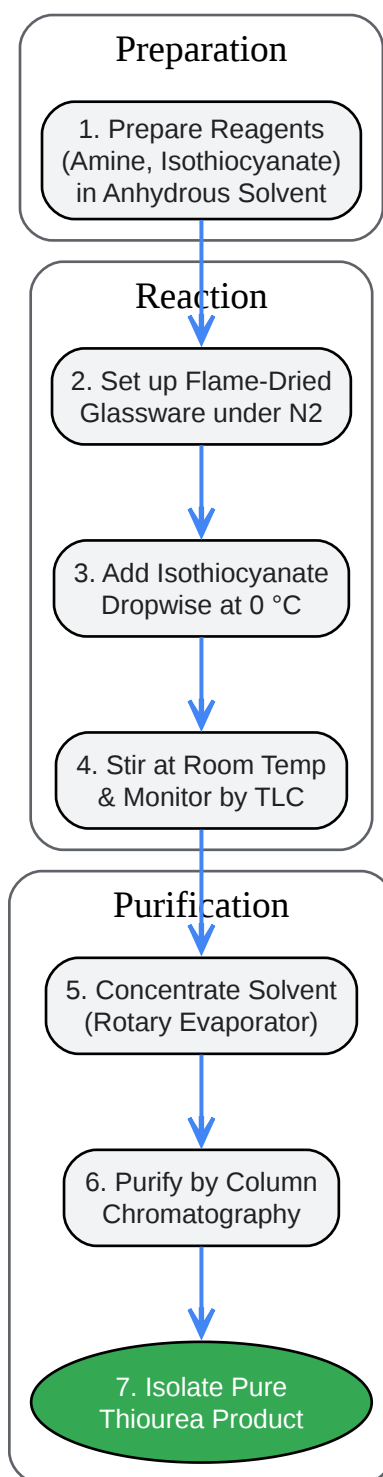 Preparation
1. Prepare Reagents
(Amine, Isothiocyanate)
in Anhydrous Solvent
Reaction
2. Set up Flame-Dried
Glassware under N2
3. Add Isothiocyanate
Dropwise at 0 °C
4. Stir at Room Temp
& Monitor by TLC
Purification
5. Concentrate Solvent
(Rotary Evaporator)
6. Purify by Column
Chromatography
7. Isolate Pure
Thiourea Product